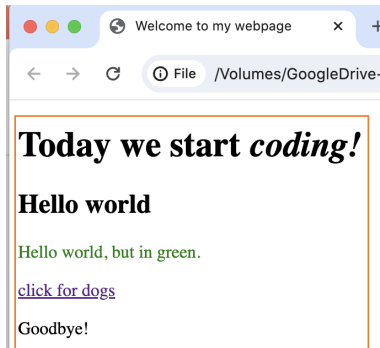 Welcome to my webpage
File /Volumes/GoogleDrive-
Today we start coding!
Hello world
Hello world, but in green.
click for dogs
Goodbye!